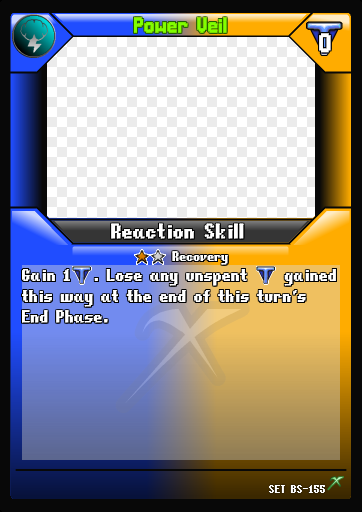 Power Veil
0
Reaction Skill
Recovery
Gain 1. Lose any unspent gained
this way at the end of this turn's
End Phase.
SET BS-155